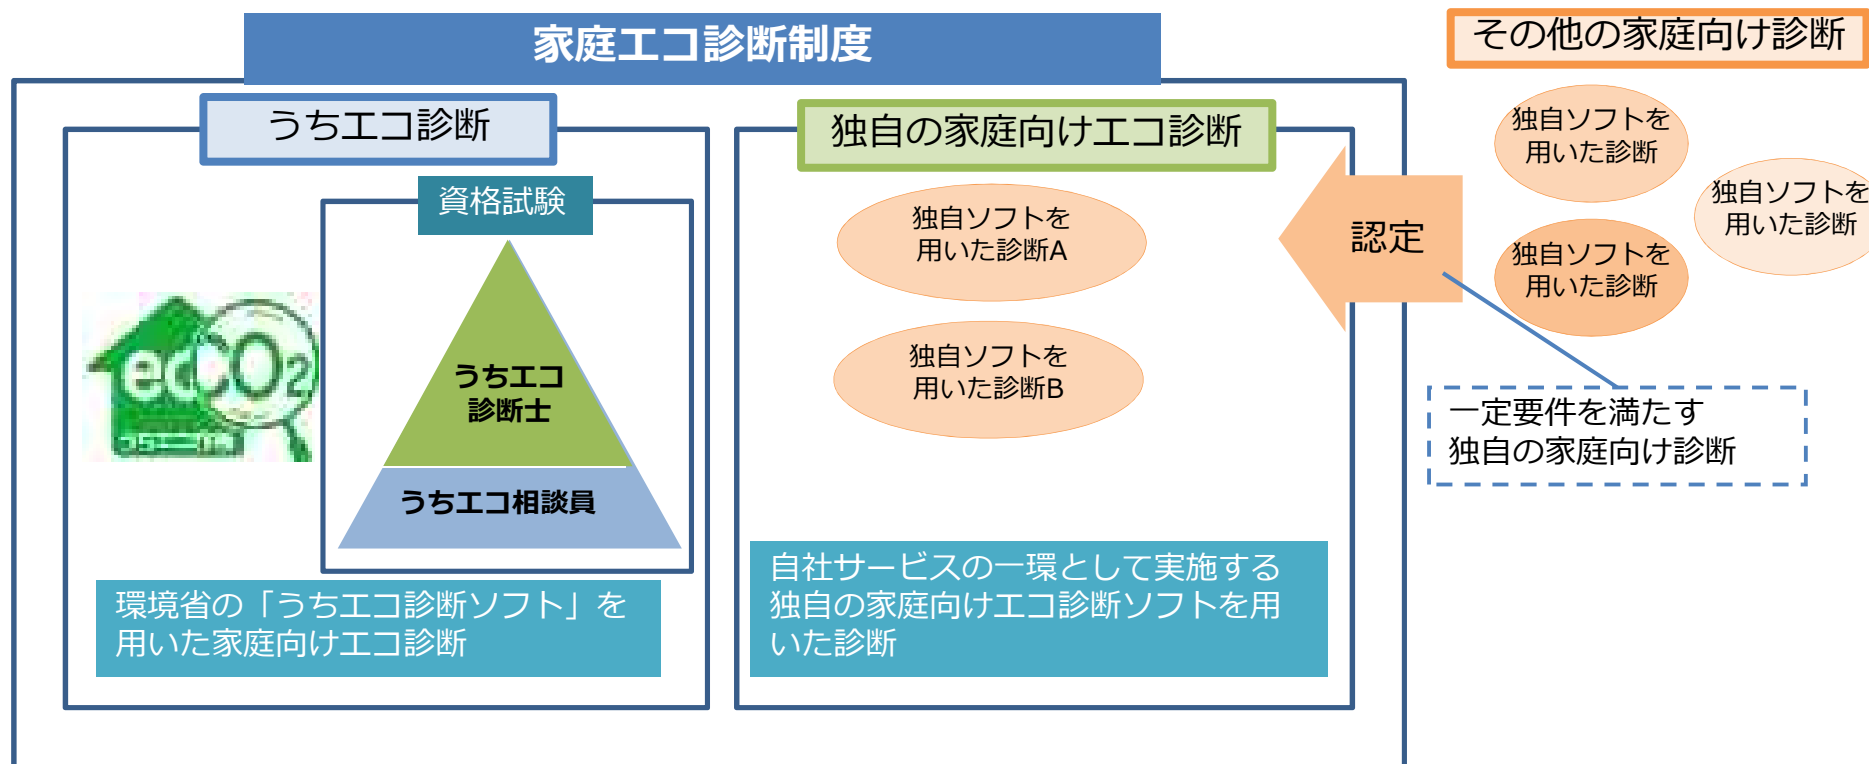 家庭エコ診断制度
その他の家庭向け診断
うちエコ診断
独自の家庭向けエコ診断
資格試験
うちエコ
診断士
うちエコ相談員
ecCO2
環境省の「うちエコ診断ソフト」を
用いた家庭向けエコ診断
独自ソフトを
用いた診断A
独自ソフトを
用いた診断B
自社サービスの一環として実施する
独自の家庭向けエコ診断ソフトを用
いた診断
認定
独自ソフトを
用いた診断
独自ソフトを
用いた診断
独自ソフトを
用いた診断
一定要件を満たす
独自の家庭向け診断